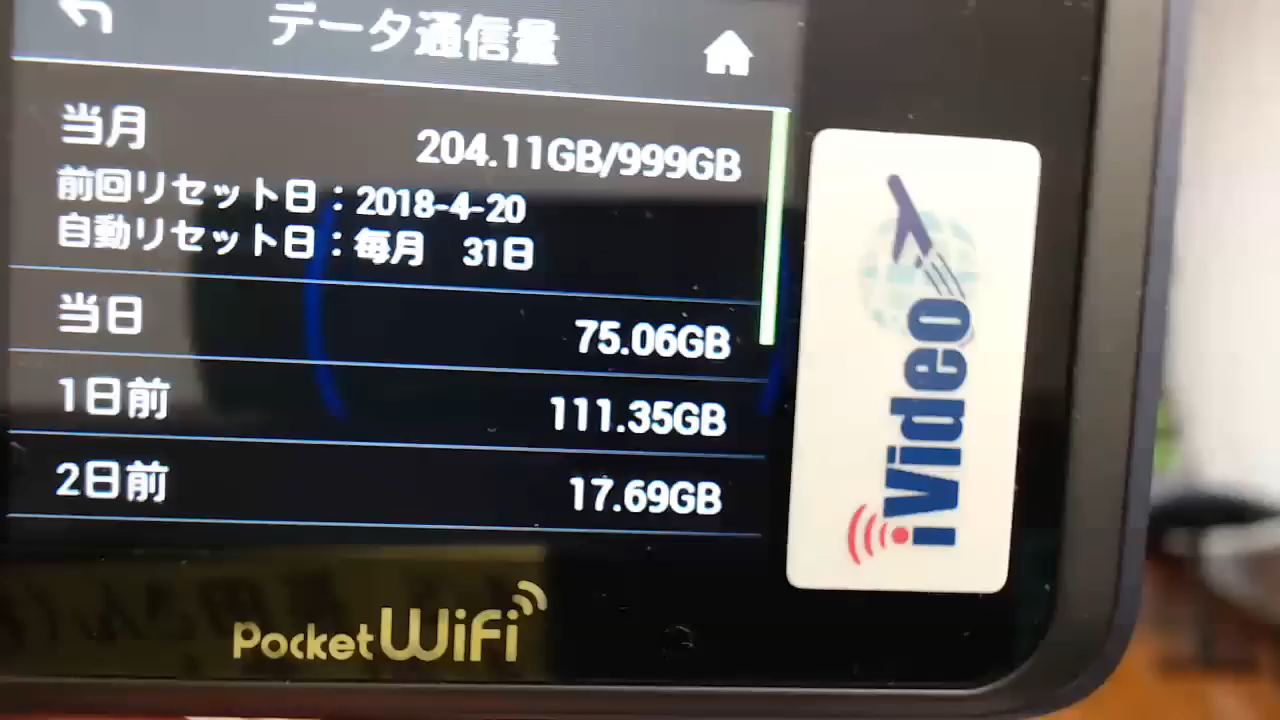 データ通信量
当月
204.11GB/999GB
前回リセット日：2018-4-20
自動リセット日：毎月 31日
当日 75.06GB
1日前 111.35GB
2日前 17.69GB
Pocket WiFi
iVideo